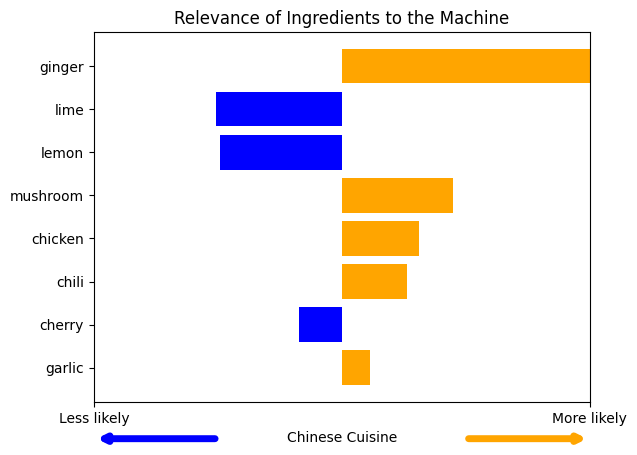 Relevance of Ingredients to the Machine
ginger
lime
lemon
mushroom
chicken
chili
cherry
garlic
Less likely More likely
Chinese Cuisine